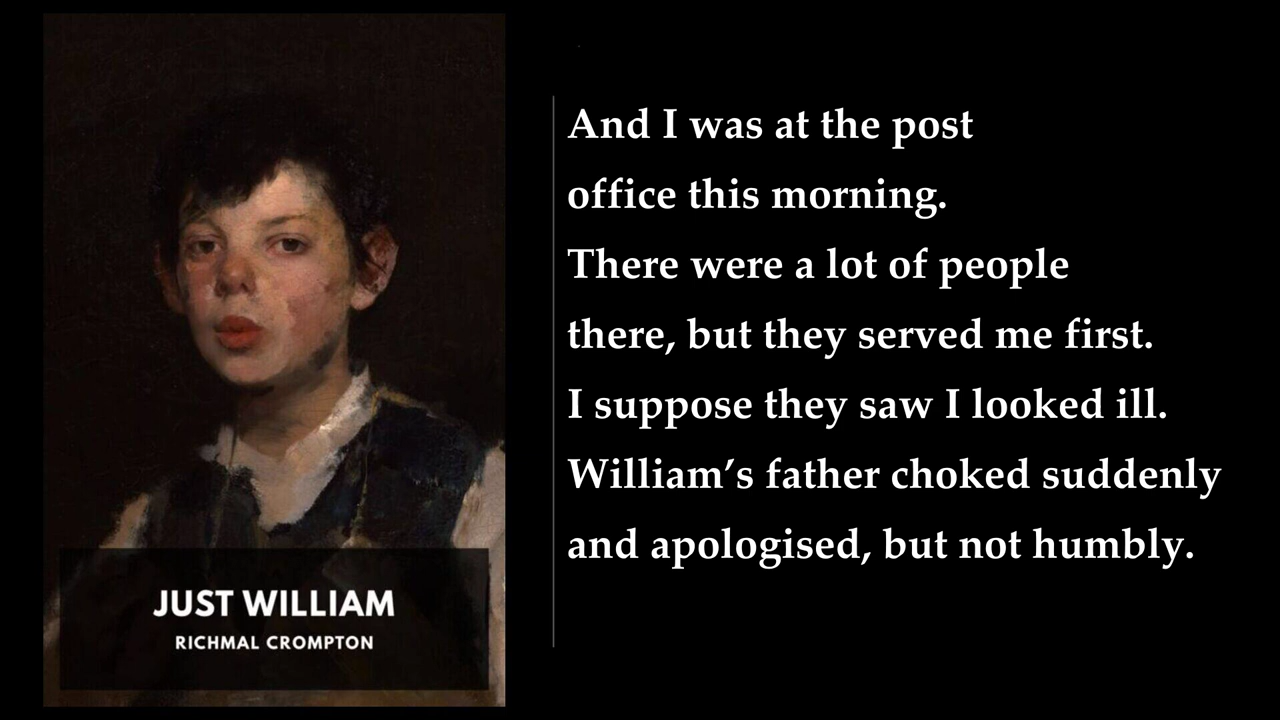 JUST WILLIAM
RICHMAL CROMPTON
And I was at the post
office this morning.
There were a lot of people
there, but they served me first.
I suppose they saw I looked ill.
William’s father choked suddenly
and apologised, but not humbly.